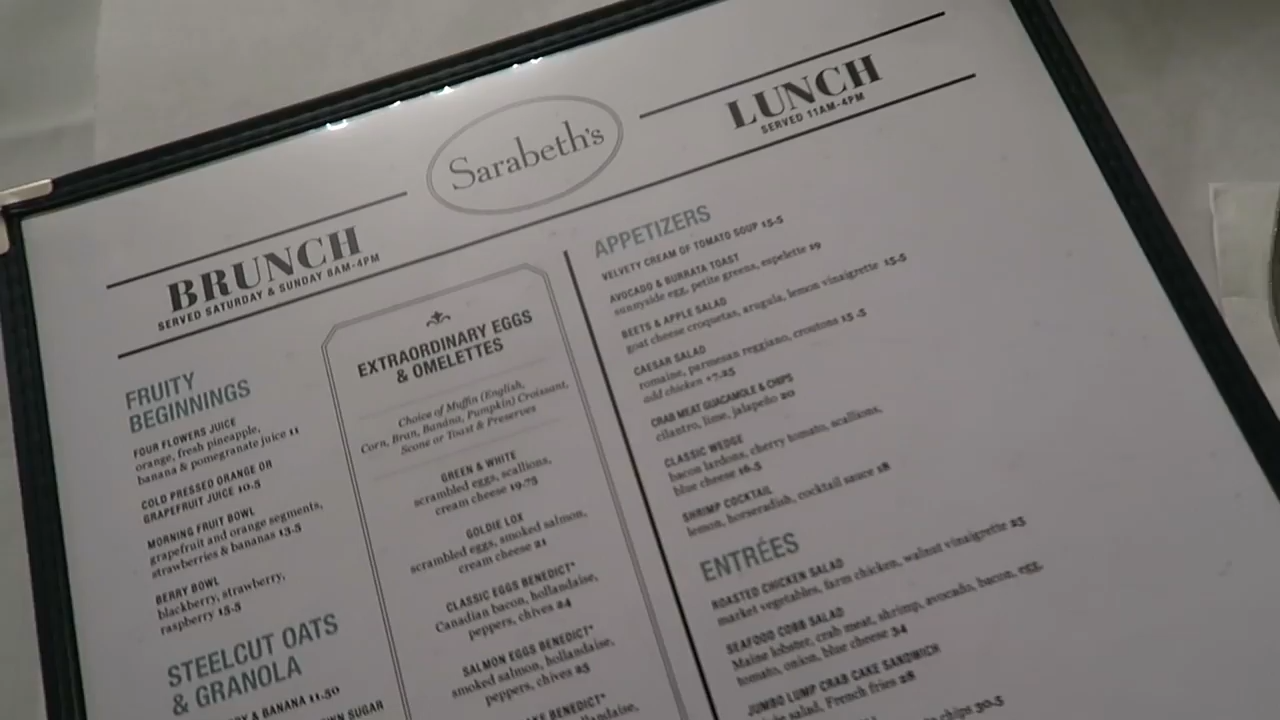 Sarabeth's
BRUNCH
SERVED SATURDAY & SUNDAY 8AM-4PM
LUNCH
SERVED 11AM-4PM
FRUITY
BEGINNINGS
FOUR FLOWERS JUICE
orange, fresh pineapple,
banana & pomegranate juice 11
COLD PRESSED ORANGE OR
GRAPEFRUIT JUICE 10.5
MORNING FRUIT BOWL
grapefruit and orange segments,
strawberries & bananas 13.5
BERRY BOWL
blackberry, strawberry,
raspberry 15.5
STEELCUT OATS
& GRANOLA
& BANANA 11.50
SUGAR
EXTRAORDINARY EGGS
& OMELETTES
Choice of Muffin (English,
Corn, Bran, Banana, Pumpkin) Croissant,
Scone or Toast & Preserves
GREEN & WHITE
scrambled eggs, scallions,
cream cheese 19.75
GOLDIE LOX
scrambled eggs, smoked salmon,
cream cheese 21
CLASSIC EGGS BENEDICT*
Canadian bacon, hollandaise,
peppers, chives 24
SALMON EGGS BENEDICT*
smoked salmon, hollandaise,
peppers, chives 25
BENEDICT*
APPETIZERS
VELVETY CREAM OF TOMATO SOUP 15.5
AVOCADO & BURRATA TOAST
sunnyside egg, petite greens, espelette 19
BEETS & APPLE SALAD
goat cheese croquetas, arugula, lemon vinaigrette 15.5
CAESAR SALAD
romaine, parmesan reggiano, croutons 15.5
add chicken +7.25
CRAB MEAT GUACAMOLE & CHIPS
cilantro, lime, jalapeño 20
CLASSIC WEDGE
bacon lardons, cherry tomato, scallions,
blue cheese 16.5
SHRIMP COCKTAIL
lemon, horseradish, cocktail sauce 18
ENTRÉES
ROASTED CHICKEN SALAD
market vegetables, farm chicken, walnut vinaigrette 25
SEAFOOD COBB SALAD
Maine lobster, crab meat, shrimp, avocado, bacon, egg,
tomato, onion, blue cheese 34
JUMBO LUMP CRAB CAKE SANDWICH
salad, French fries 28
chips 30.5